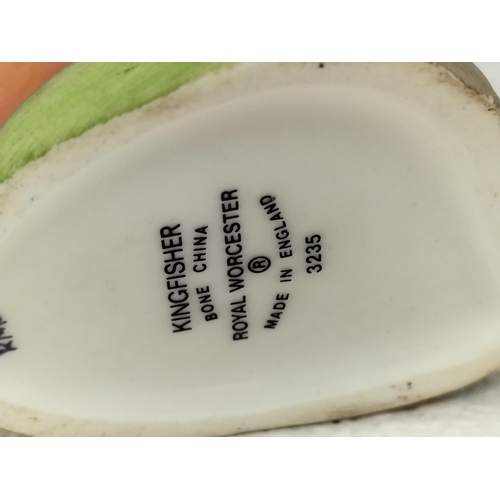 KINGFISHER
BONE CHINA
ROYAL WORCESTER
®
MADE IN ENGLAND
3235